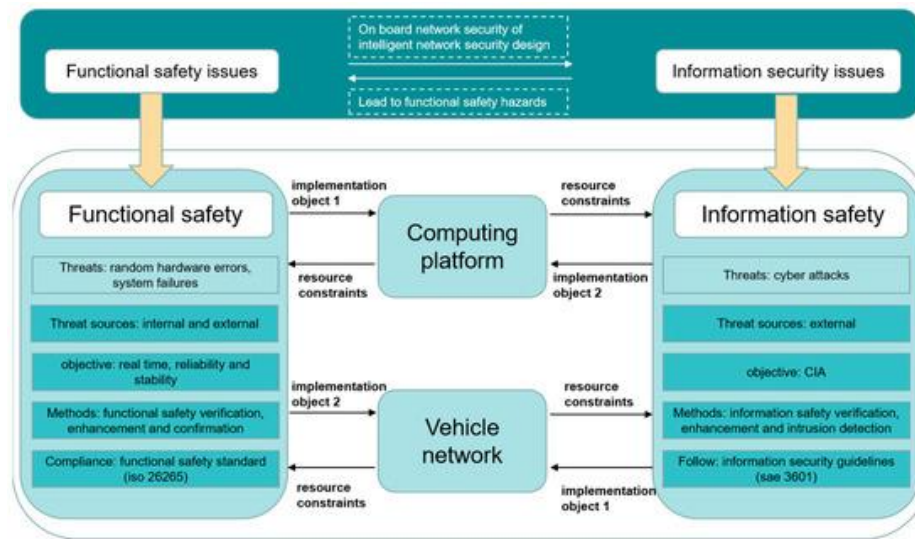 On board network security of
intelligent network security design
Functional safety issues
Information security issues
Lead to functional safety hazards
implementation
object 1
resource
constraints
Functional safety
Computing
platform
Information safety
Threats: random hardware errors,
system failures
resource
constraints
implementation
object 2
Threats: cyber attacks
Threat sources: internal and external
Threat sources: external
objective: real time, reliability and
stability
objective: CIA
implementation
object 2
resource
constraints
Methods: functional safety verification,
enhancement and confirmation
Vehicle
network
Methods: information safety verification,
enhancement and intrusion detection
Compliance: functional safety standard
(iso 26265)
resource
constraints
implementation
object 1
Follow: information security guidelines
(sae 3601)